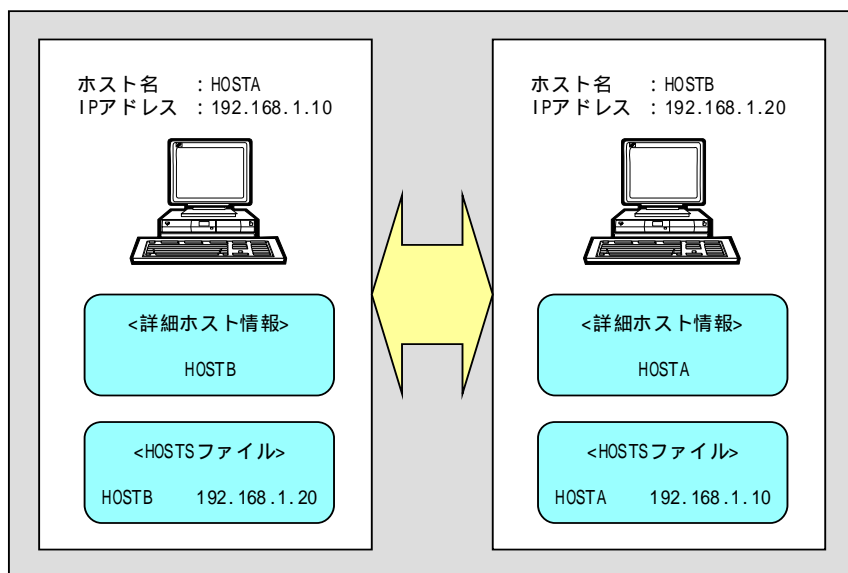 ホスト名 : HOSTA
IPアドレス : 192.168.1.10
<詳細ホスト情報>
HOSTB
<HOSTSファイル>
HOSTB 192.168.1.20
ホスト名 : HOSTB
IPアドレス : 192.168.1.20
<詳細ホスト情報>
HOSTA
<HOSTSファイル>
HOSTA 192.168.1.10